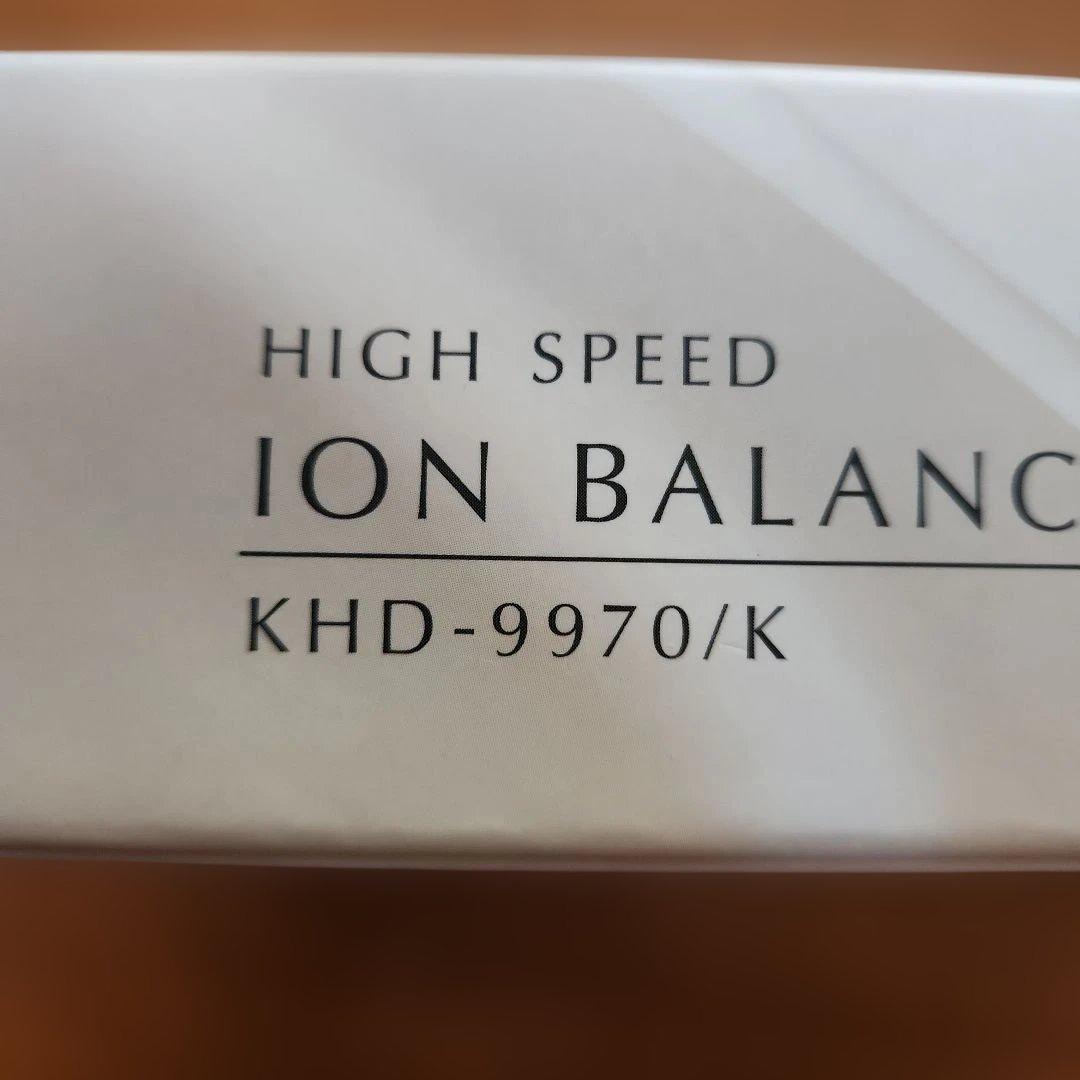 HIGH SPEED
ION BALANC
KHD-9970/K